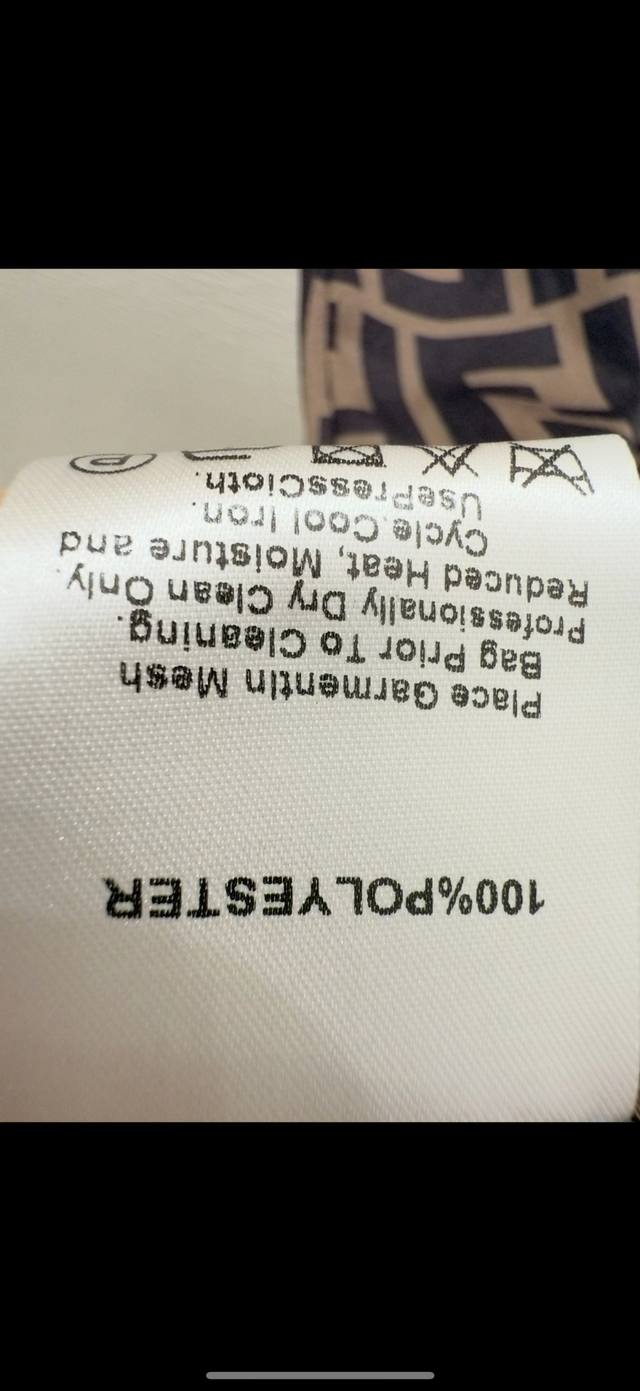 100%POLYESTER
Place GarmentIn Mesh
Bag Prior To Cleaning.
Professionally Dry Clean Only.
Reduced Heat, Moisture and
Cycle.Cool Iron.
UsePressCloth.
P